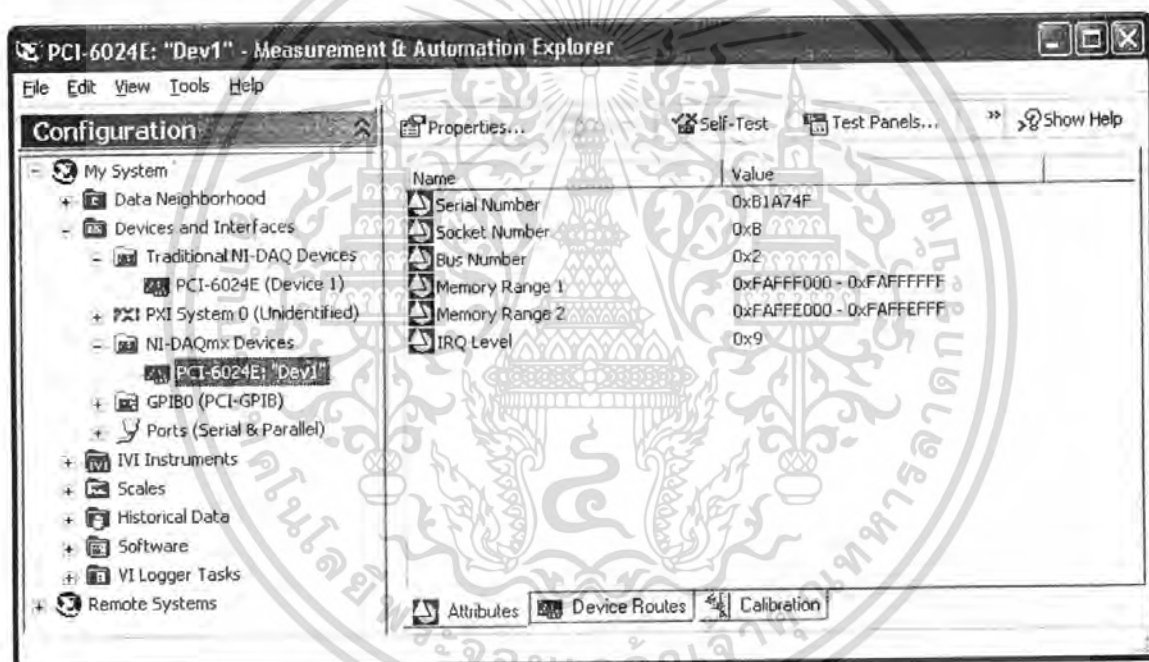 PCI-6024E: "Dev1" - Measurement & Automation Explorer
File Edit View Tools Help
Configuration
Properties...
Self-Test
Test Panels...
»
Show Help
My System
Data Neighborhood
Devices and Interfaces
Traditional NI-DAQ Devices
PCI-6024E (Device 1)
PXI PXI System 0 (Unidentified)
NI-DAQmx Devices
PCI-6024E: "Dev1"
GPIB0 (PCI-GPIB)
Ports (Serial & Parallel)
IVI IVI Instruments
Scales
Historical Data
Software
VI Logger Tasks
Remote Systems
Name Value
Serial Number 0xB1A74F
Socket Number 0xB
Bus Number 0x2
Memory Range 1 0xFAFFF000 - 0xFAFFFFFF
Memory Range 2 0xFAFFE000 - 0xFAFFEFFF
IRQ Level 0x9
Attributes Device Routes Calibration